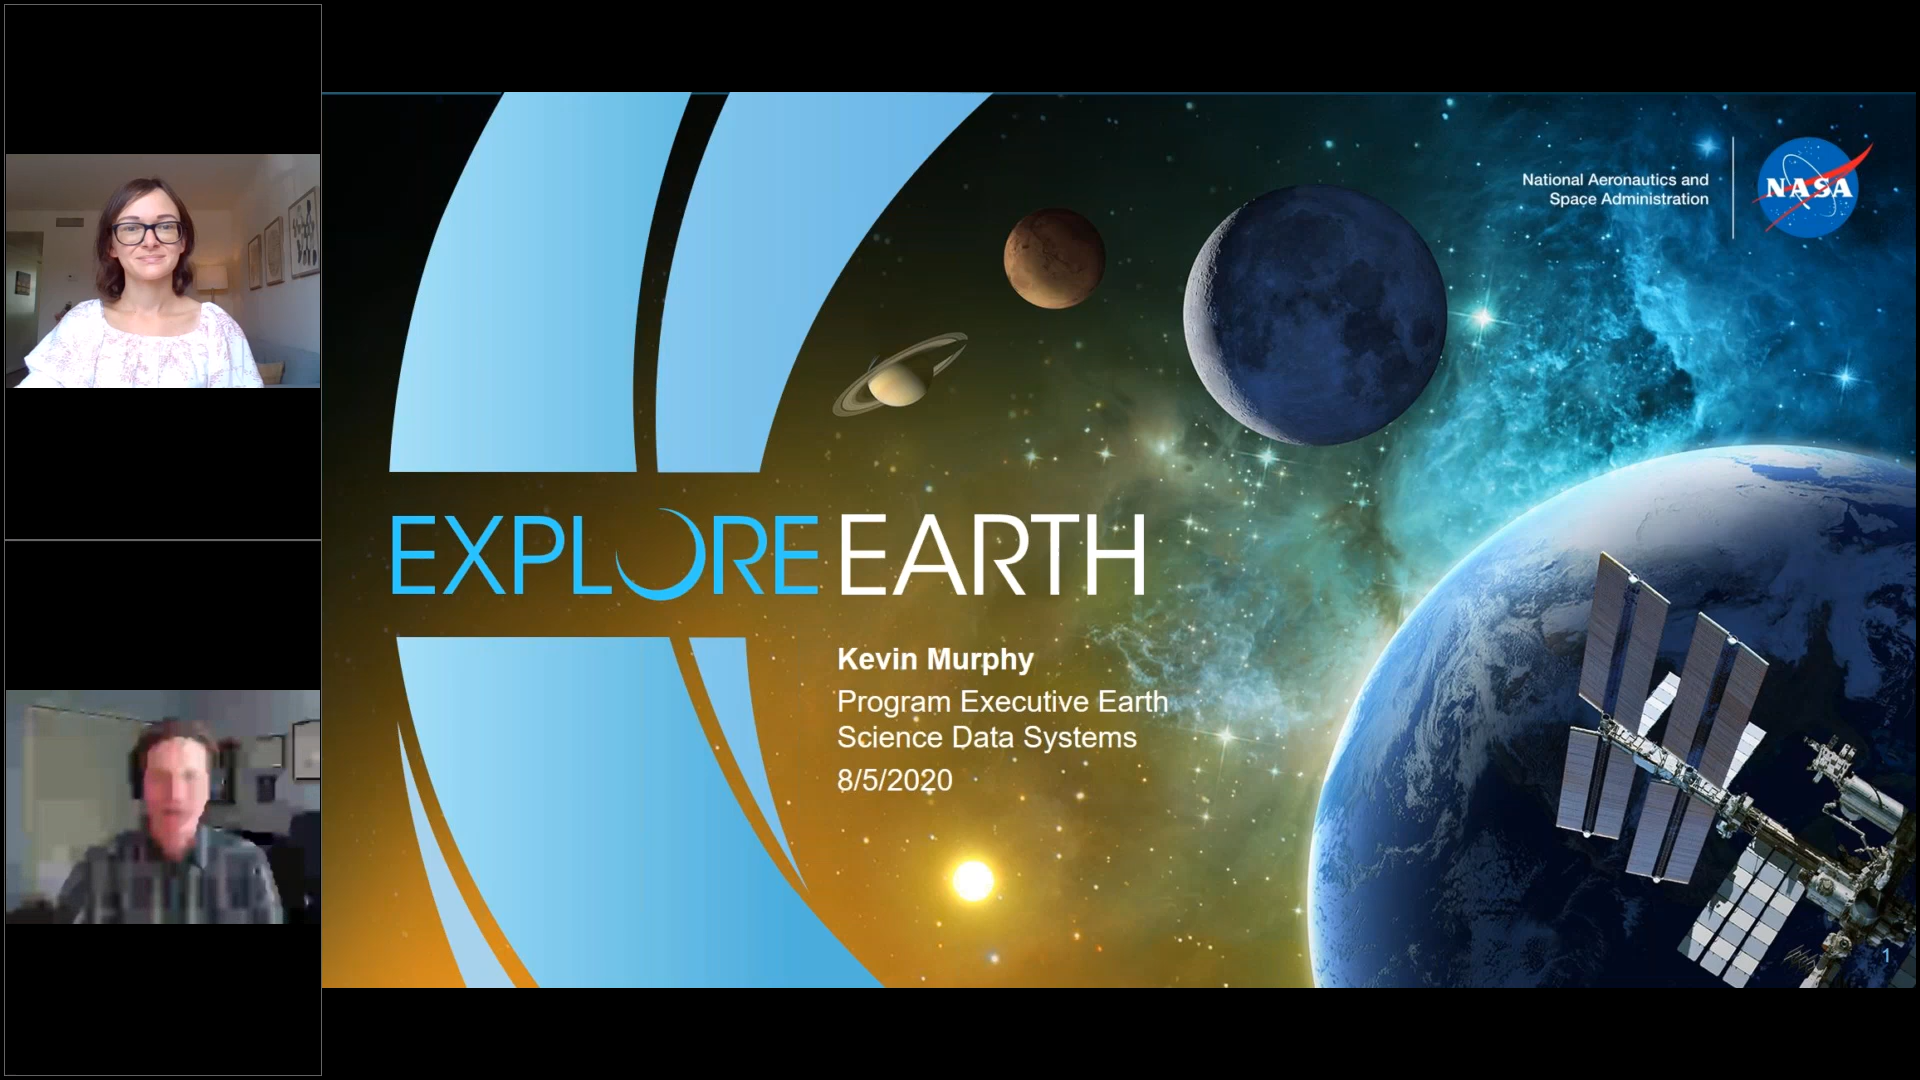 National Aeronautics and
Space Administration
NASA
EXPLORE EARTH
Kevin Murphy
Program Executive Earth
Science Data Systems
8/5/2020
1